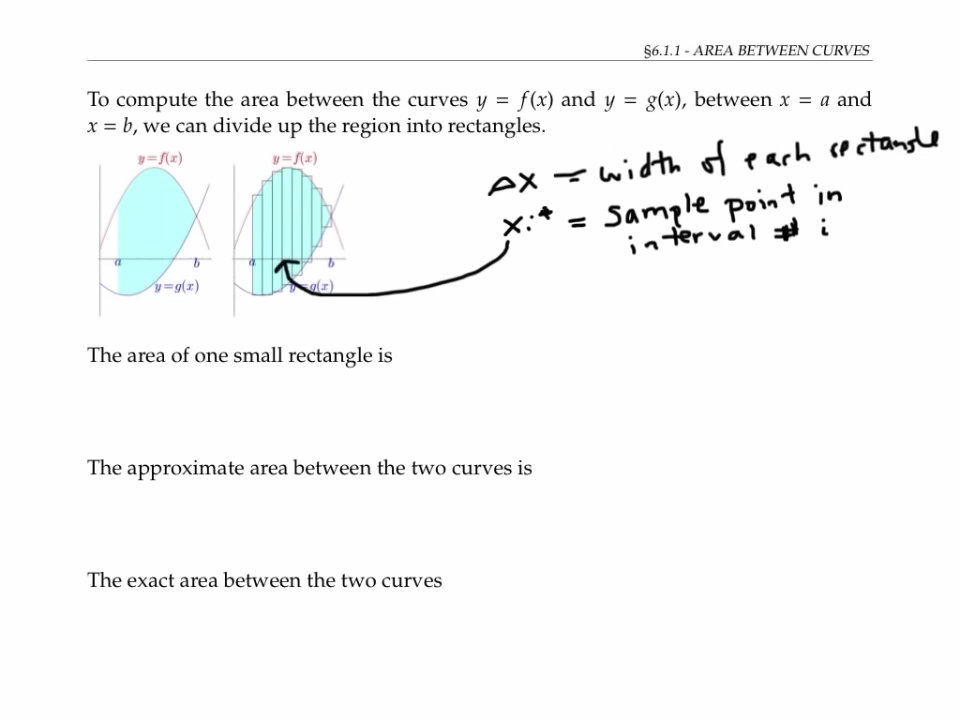 §6.1.1 - AREA BETWEEN CURVES
To compute the area between the curves y = f(x) and y = g(x), between x = a and
x = b, we can divide up the region into rectangles.
y=f(x)
y=f(x)
Δx = width of each rectangle
xi* = sample point in
interval # i
a b
a b
y=g(x)
y=g(x)
The area of one small rectangle is
The approximate area between the two curves is
The exact area between the two curves